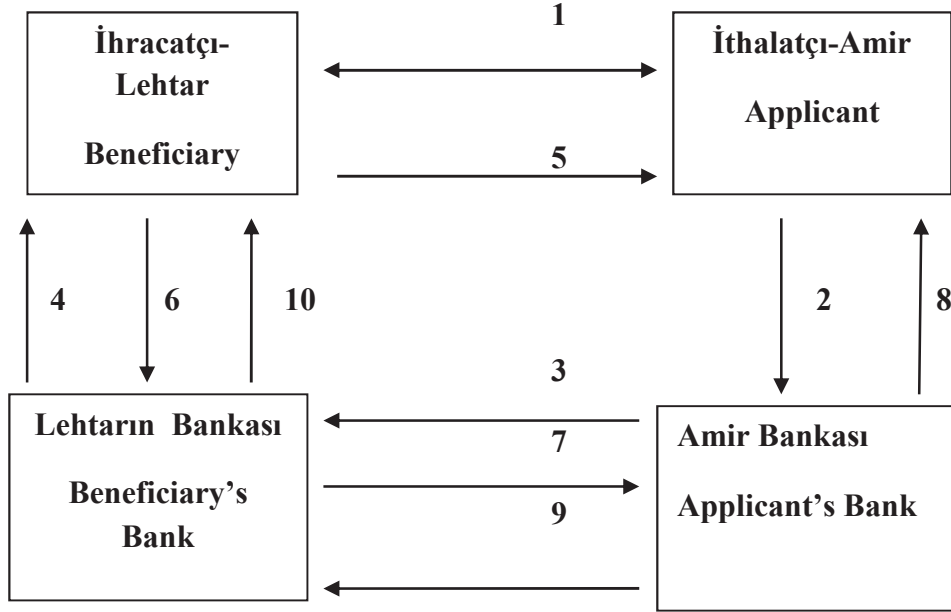 1
İhracatçı-
Lehtar
Beneficiary
İthalatçı-Amir
Applicant
5
4
6
10
2
8
3
Lehtarın Bankası
Beneficiary’s
Bank
7
9
Amir Bankası
Applicant’s Bank